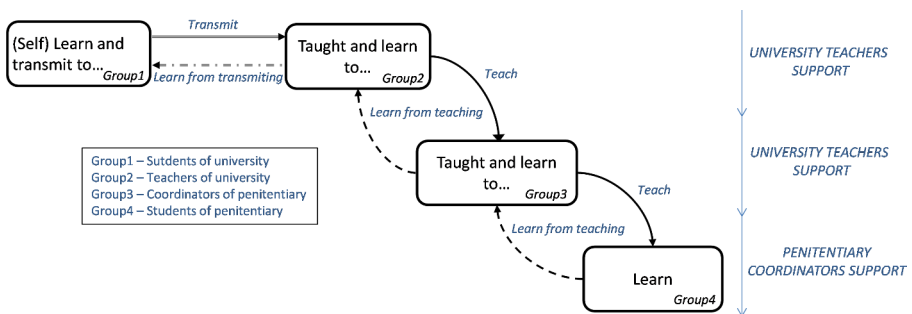 Transmit
(Self) Learn and
transmit to...
Group1
Learn from transmiting
Taught and learn
to...
Group2
UNIVERSITY TEACHERS
SUPPORT
Teach
Learn from teaching
Group1 – Sutdents of university
Group2 – Teachers of university
Group3 – Coordinators of penitentiary
Group4 – Students of penitentiary
Taught and learn
to...
Group3
UNIVERSITY TEACHERS
SUPPORT
Teach
Learn from teaching
Learn
Group4
PENITENTIARY
COORDINATORS SUPPORT